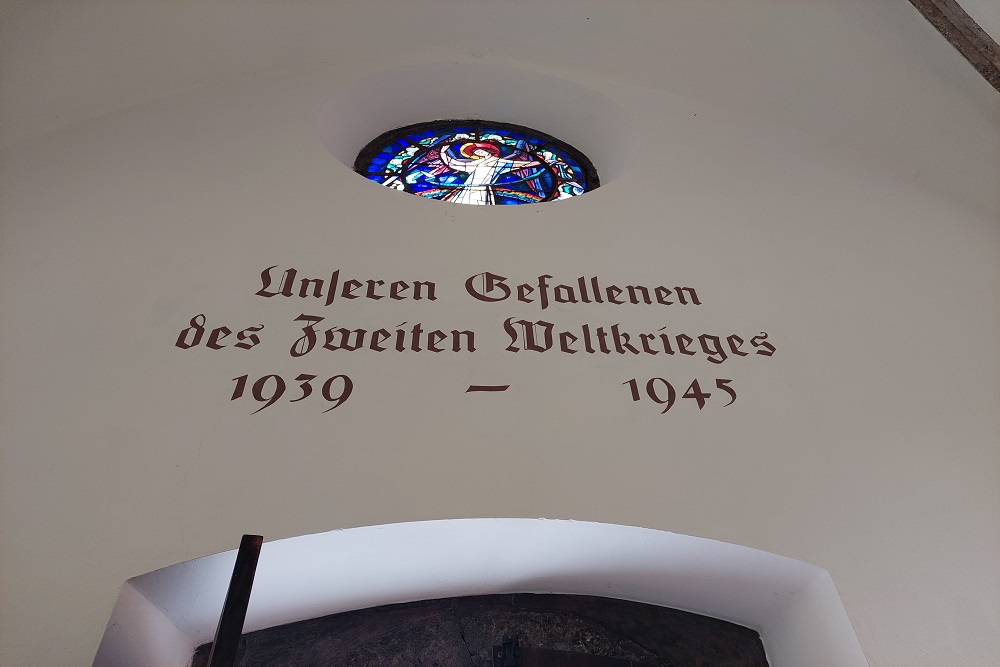 Unseren Gefallenen
des Zweiten Weltkrieges
1939 – 1945